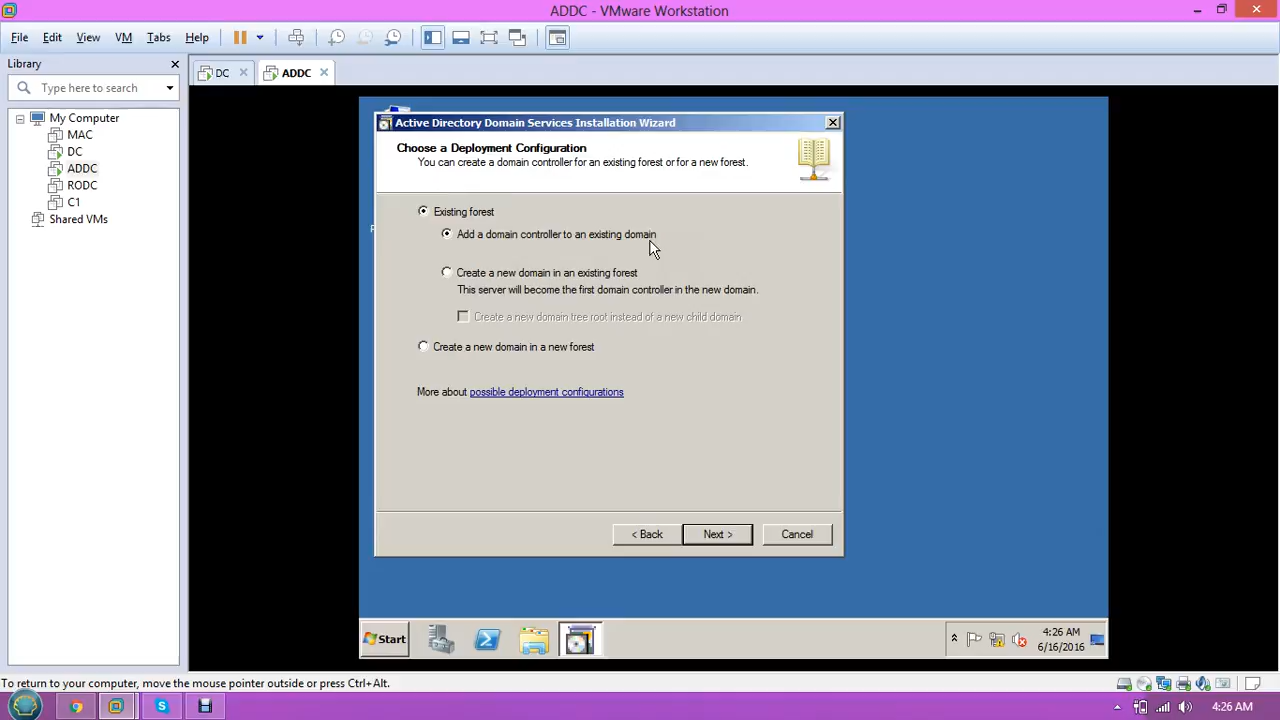 ADDC - VMware Workstation
File Edit View VM Tabs Help
Library
DC
ADDC
Type here to search
My Computer
MAC
DC
ADDC
RODC
C1
Shared VMs
Active Directory Domain Services Installation Wizard
Choose a Deployment Configuration
You can create a domain controller for an existing forest or for a new forest.
Existing forest
Add a domain controller to an existing domain
Create a new domain in an existing forest
This server will become the first domain controller in the new domain.
Create a new domain tree root instead of a new child domain
Create a new domain in a new forest
More about possible deployment configurations
< Back
Next >
Cancel
Start
4:26 AM
6/16/2016
To return to your computer, move the mouse pointer outside or press Ctrl+Alt.
4:26 AM